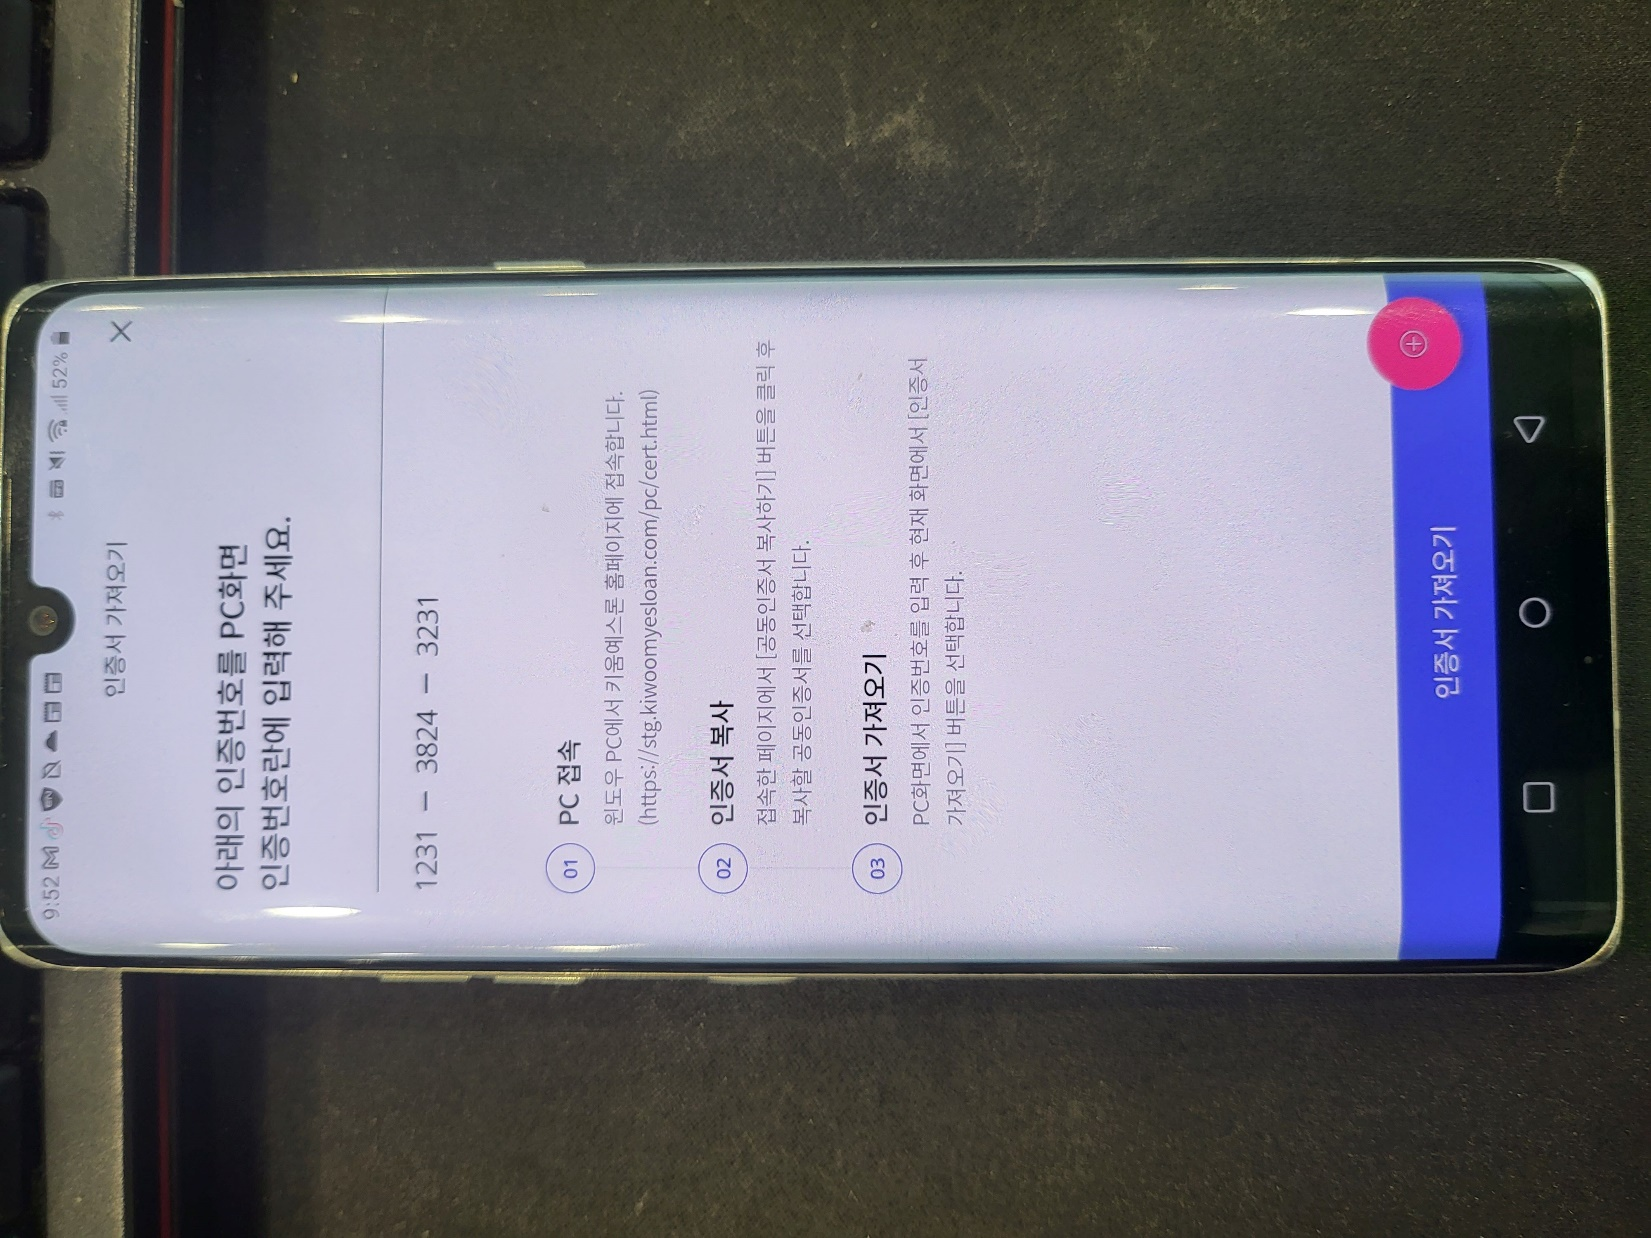 9:52
52%
인증서 가져오기
아래의 인증번호를 PC화면
인증번호란에 입력해 주세요.
1231 - 3824 - 3231
01
PC 접속
윈도우 PC에서 키움예스론 홈페이지에 접속합니다.
(https://stg.kiwoomyesloan.com/pc/cert.html)
02
인증서 복사
접속한 페이지에서 [공동인증서 복사하기] 버튼을 클릭 후
복사할 공동인증서를 선택합니다.
03
인증서 가져오기
PC화면에서 인증번호를 입력 후 현재 화면에서 [인증서
가져오기] 버튼을 선택합니다.
인증서 가져오기